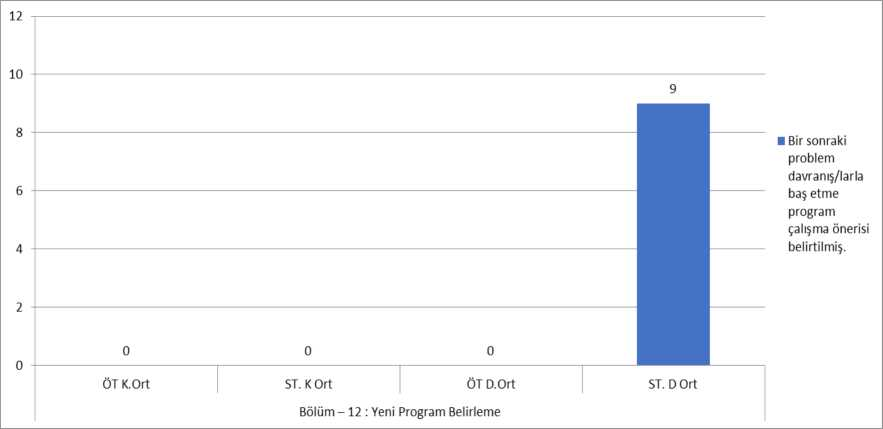 12
10
8
6
4
2
0
0
0
0
9
ÖT K.Ort
ST. K Ort
ÖT D.Ort
ST. D Ort
Bölüm – 12 : Yeni Program Belirleme
Bir sonraki
problem
davranış/larla
baş etme
program
çalışma önerisi
belirtilmiş.